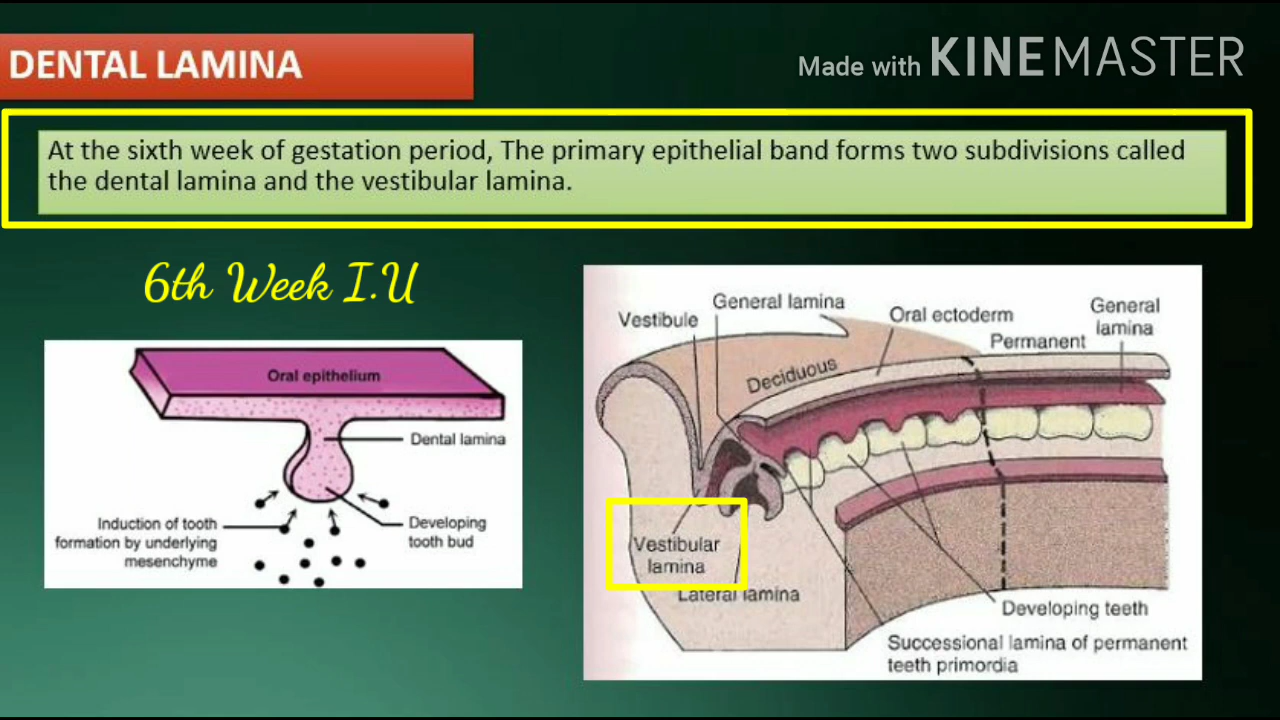 DENTAL LAMINA
Made with KINEMASTER
At the sixth week of gestation period, The primary epithelial band forms two subdivisions called
the dental lamina and the vestibular lamina.
6th Week I.U
Oral epithelium
Dental lamina
Induction of tooth
formation by underlying
mesenchyme
Developing
tooth bud
Vestibule
General lamina
Oral ectoderm
General
lamina
Permanent
Deciduous
Vestibular
lamina
Lateral lamina
Developing teeth
Successional lamina of permanent
teeth primordia